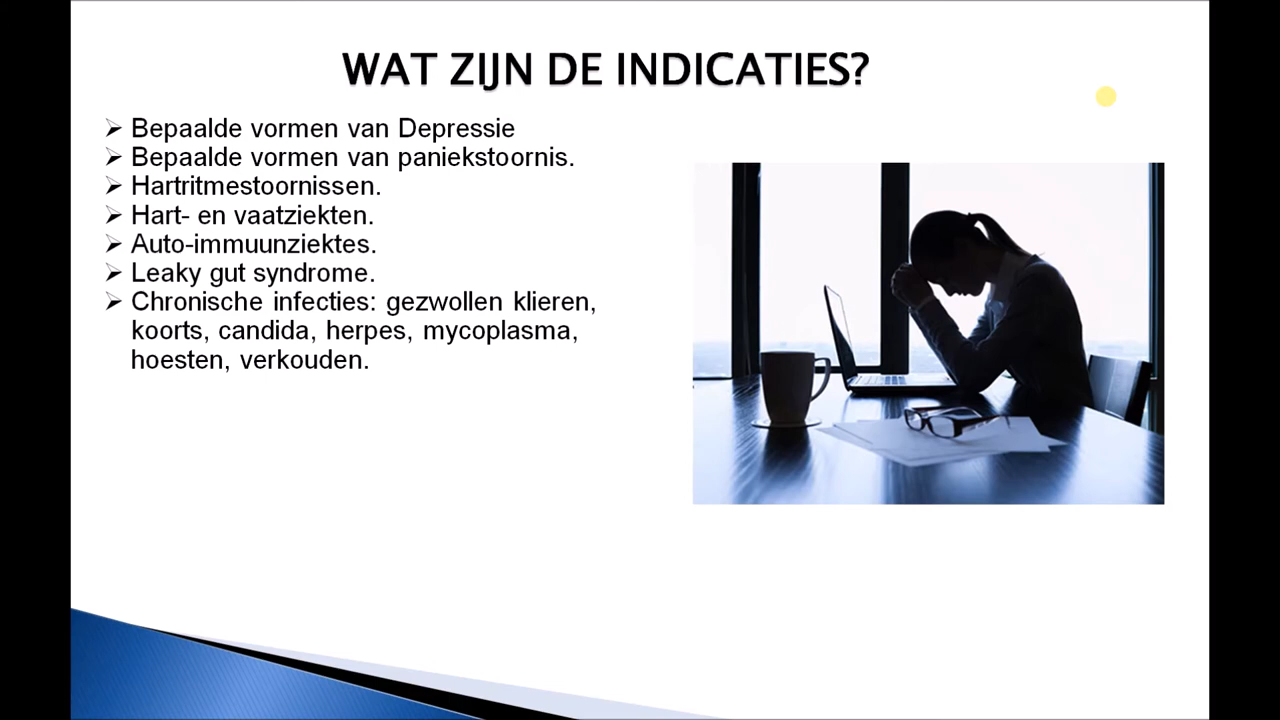 WAT ZIJN DE INDICATIES?
➢ Bepaalde vormen van Depressie
➢ Bepaalde vormen van paniekstoornis.
➢ Hartritmestoornissen.
➢ Hart- en vaatziekten.
➢ Auto-immuunziektes.
➢ Leaky gut syndrome.
➢ Chronische infecties: gezwollen klieren,
koorts, candida, herpes, mycoplasma,
hoesten, verkouden.